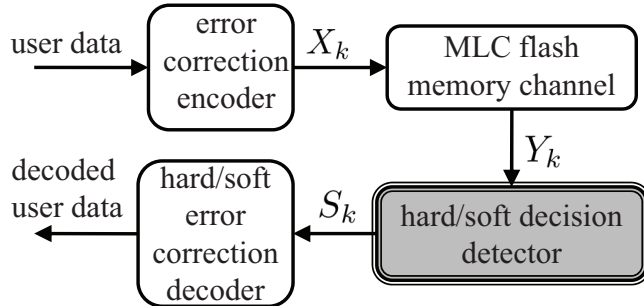 user data
error
correction
encoder
X_k
MLC flash
memory channel
Y_k
hard/soft decision
detector
S_k
hard/soft
error
correction
decoder
decoded
user data